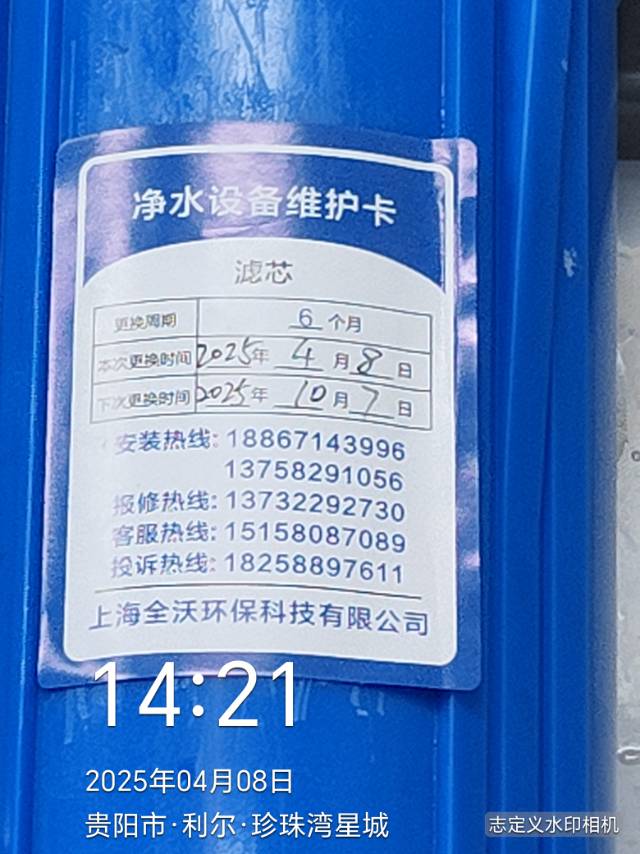 净水设备维护卡
滤芯
更换周期 6 个月
本次更换时间 2025年 4 月 8 日
下次更换时间 2025年 10 月 7 日
安装热线: 18867143996
13758291056
报修热线: 13732292730
客服热线: 15158087089
投诉热线: 18258897611
上海全沃环保科技有限公司
14:21
2025年04月08日
贵阳市·利尔·珍珠湾星城
志定义水印相机